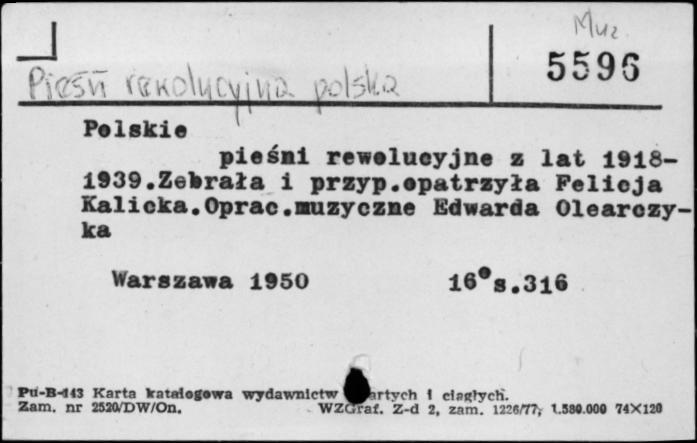 Muz.
5596
Pieśń rewolucyjna polska
Polskie
pieśni rewolucyjne z lat 1918-
1939.Zebrała i przyp.opatrzyła Felicja
Kalicka.Oprac.muzyczne Edwarda Olearczy-
ka
Warszawa 1950 16° s.316
Pu-B-143 Karta katalogowa wydawnictw artych i ciągłych.
Zam. nr 2520/DW/On. WZGraf. Z-d 2, zam. 1226/77, 1.580.000 74X120